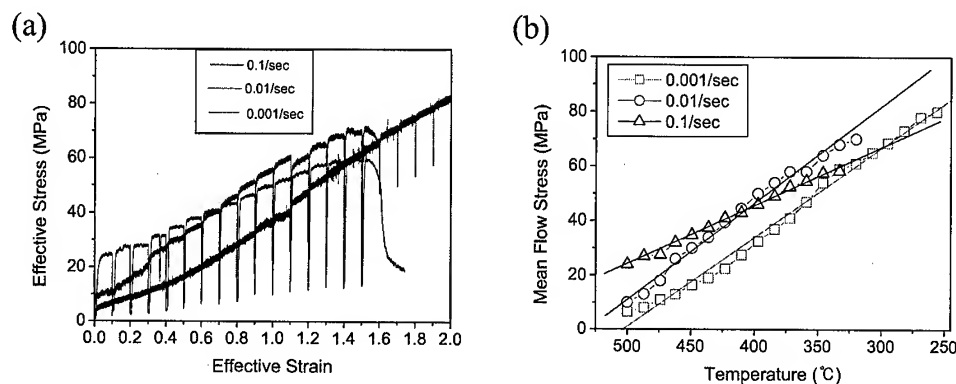 (a)
100
80
60
40
20
0
Effective Stress (MPa)
0.1/sec
0.01/sec
0.001/sec
0.0 0.2 0.4 0.6 0.8 1.0 1.2 1.4 1.6 1.8 2.0
Effective Strain
(b)
100
80
60
40
20
0
Mean Flow Stress (MPa)
0.001/sec
0.01/sec
0.1/sec
500 450 400 350 300 250
Temperature (℃)